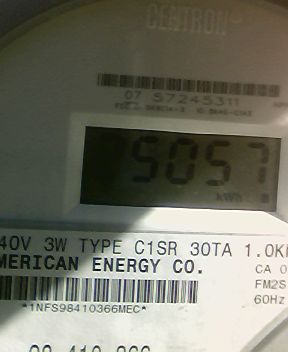 CENTRON
07 57245311
5057
kWh
40V 3W TYPE C1SR 30TA 1.0K
MERICAN ENERGY CO.
CA 0
FM2S
60Hz
*1NFS98410366MEC*